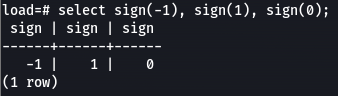 load=# select sign(-1), sign(1), sign(0);
 sign | sign | sign
------+------+------
   -1 |    1 |    0
(1 row)